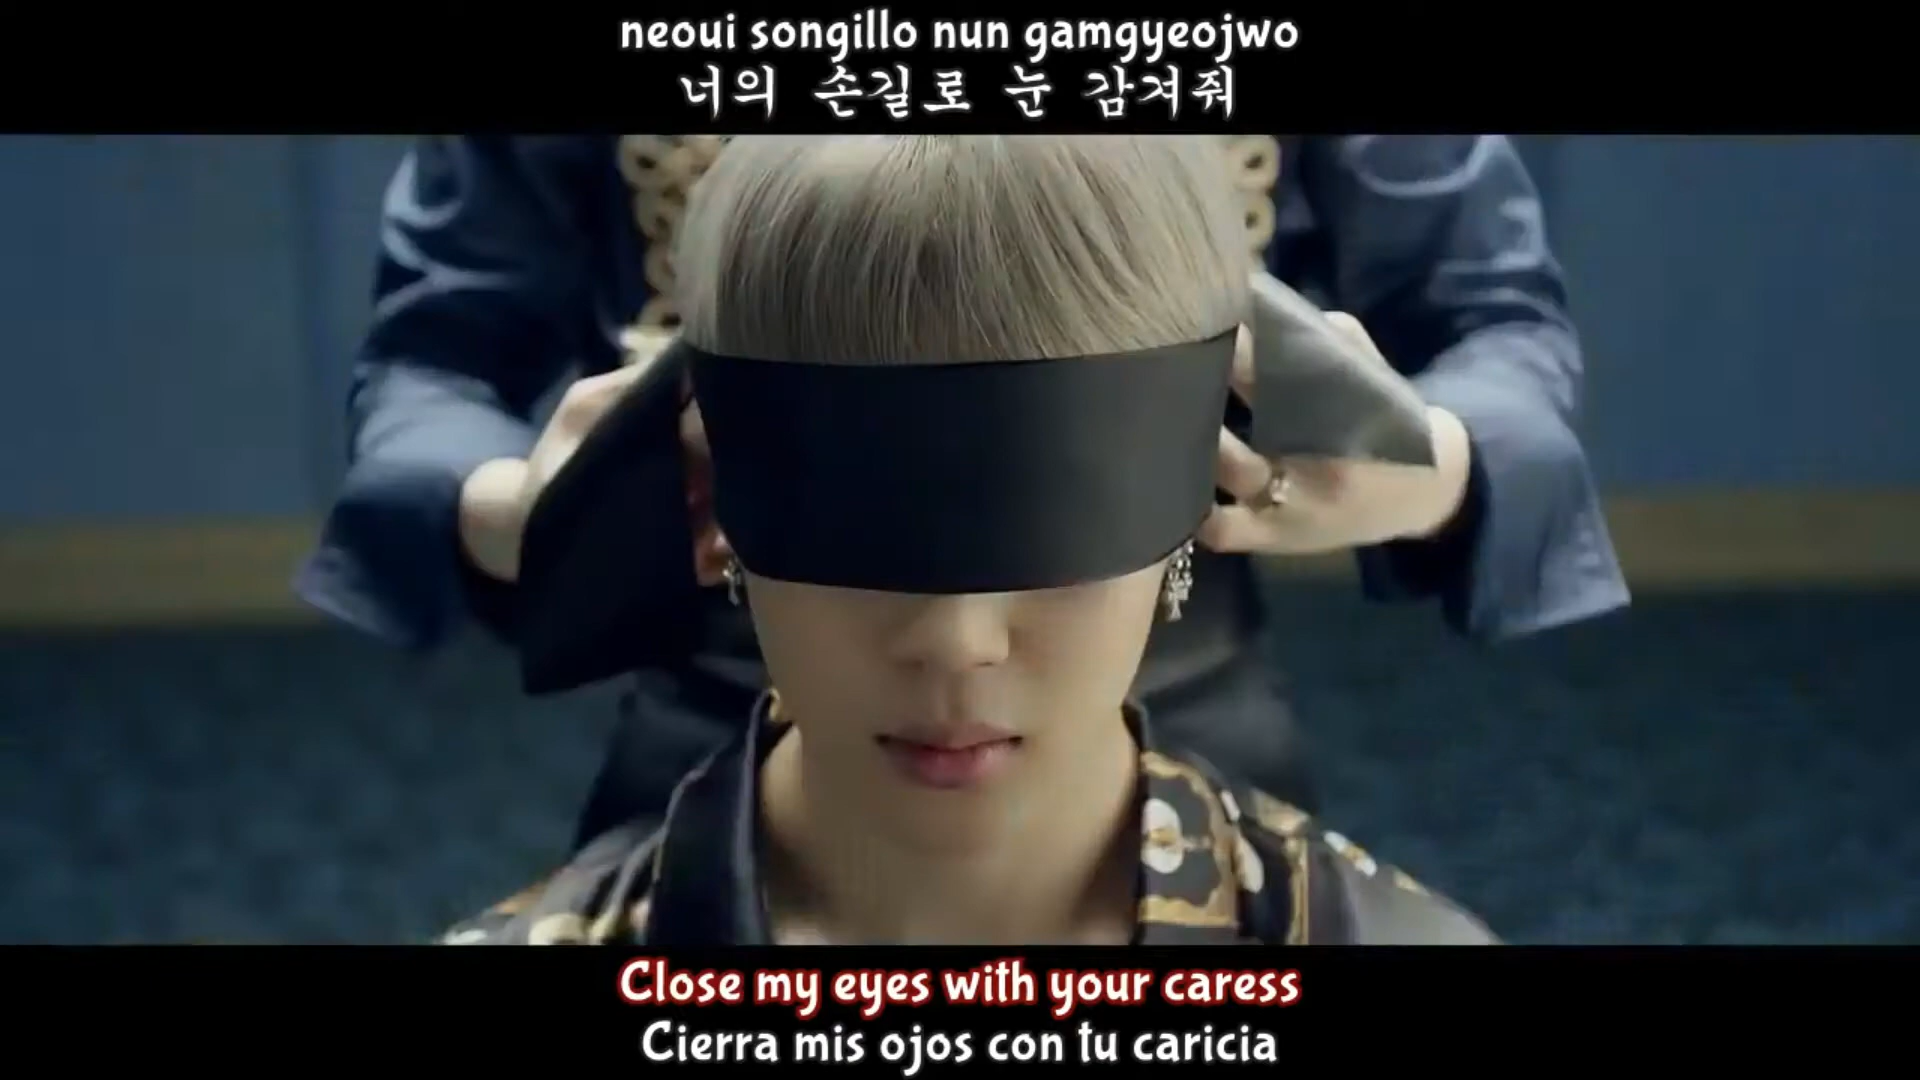 neoui songillo nun gamgyeojwo
너의 손길로 눈 감겨줘
Close my eyes with your caress
Cierra mis ojos con tu caricia